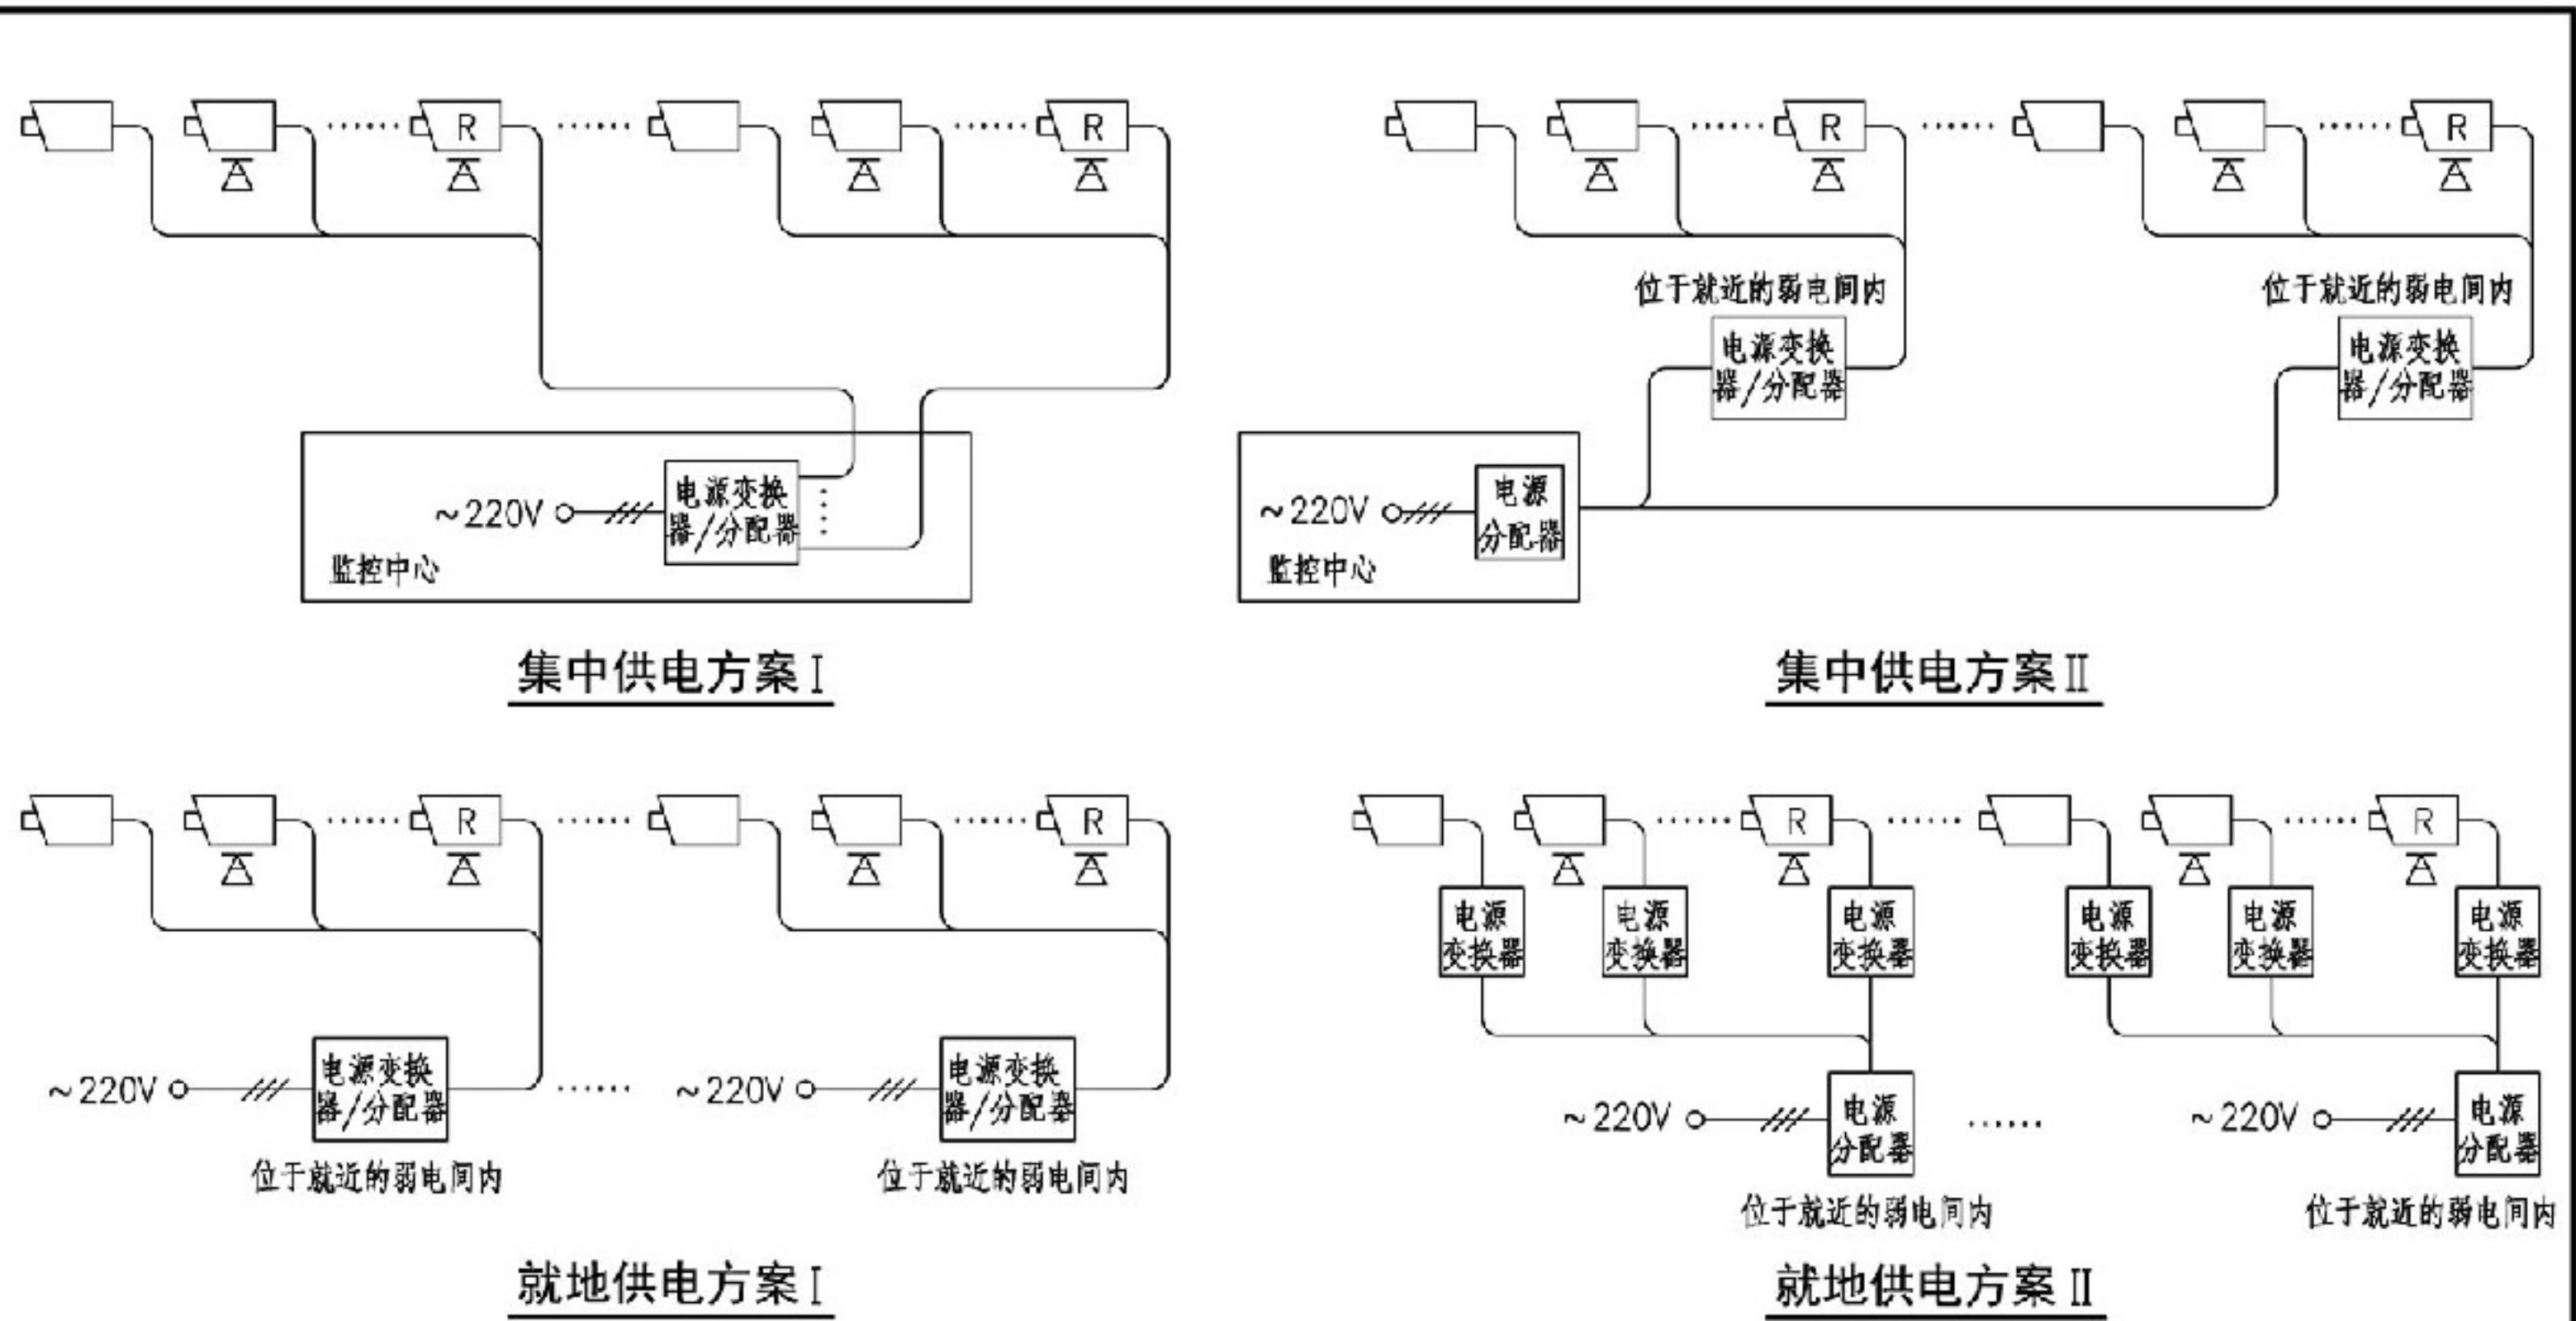 R
R
R
R
位于就近的弱电间内
位于就近的弱电间内
电源变换
器/分配器
电源变换
器/分配器
~220V
电源变换
器/分配器
监控中心
~220V
电源
分配器
监控中心
集中供电方案Ⅰ
集中供电方案Ⅱ
R
R
R
R
电源
变换器
电源
变换器
电源
变换器
电源
变换器
电源
变换器
电源
变换器
~220V
电源变换
器/分配器
位于就近的弱电间内
~220V
电源变换
器/分配器
位于就近的弱电间内
~220V
电源
分配器
位于就近的弱电间内
~220V
电源
分配器
位于就近的弱电间内
就地供电方案Ⅰ
就地供电方案Ⅱ